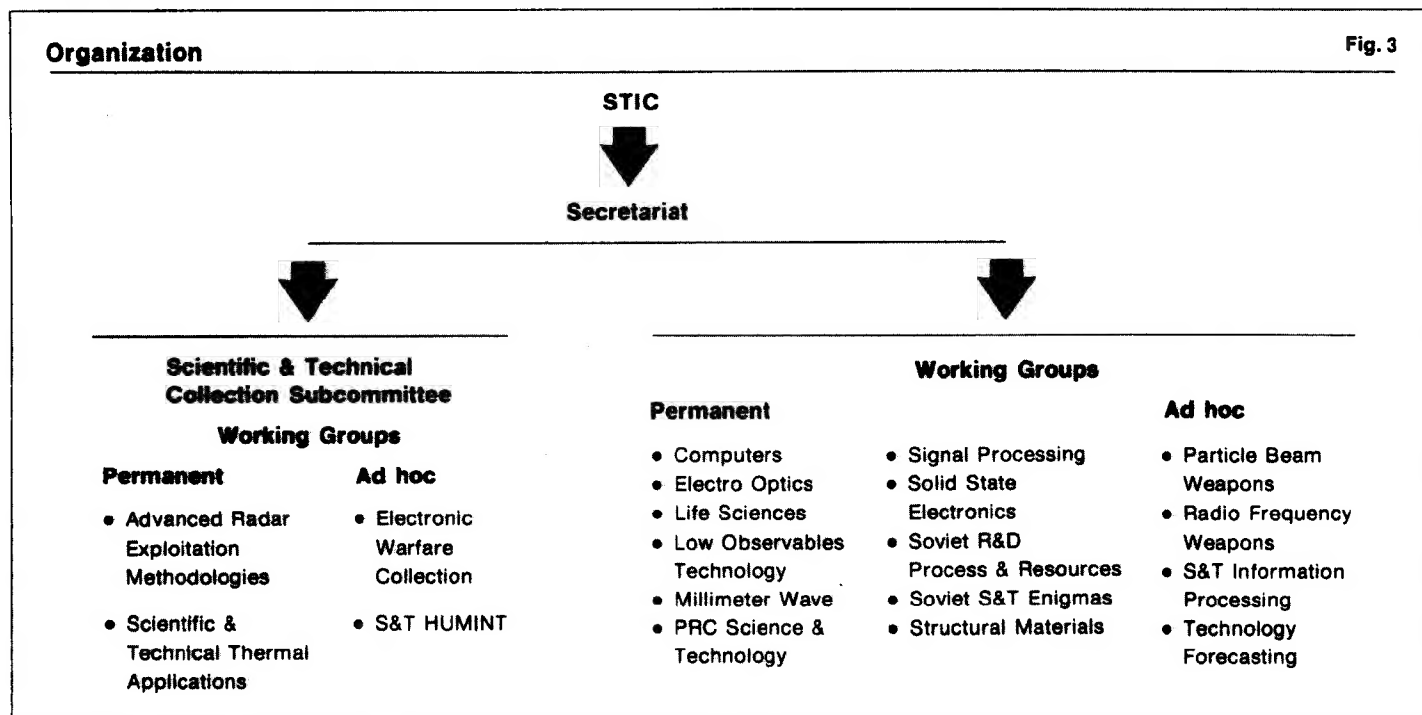 Organization
Fig. 3
STIC
Secretariat
Scientific & Technical
Collection Subcommittee
Working Groups
Permanent
• Advanced Radar
Exploitation
Methodologies
• Scientific &
Technical Thermal
Applications
Ad hoc
• Electronic
Warfare
Collection
• S&T HUMINT
Working Groups
Permanent
• Computers
• Electro Optics
• Life Sciences
• Low Observables
Technology
• Millimeter Wave
• PRC Science &
Technology
• Signal Processing
• Solid State
Electronics
• Soviet R&D
Process & Resources
• Soviet S&T Enigmas
• Structural Materials
Ad hoc
• Particle Beam
Weapons
• Radio Frequency
Weapons
• S&T Information
Processing
• Technology
Forecasting